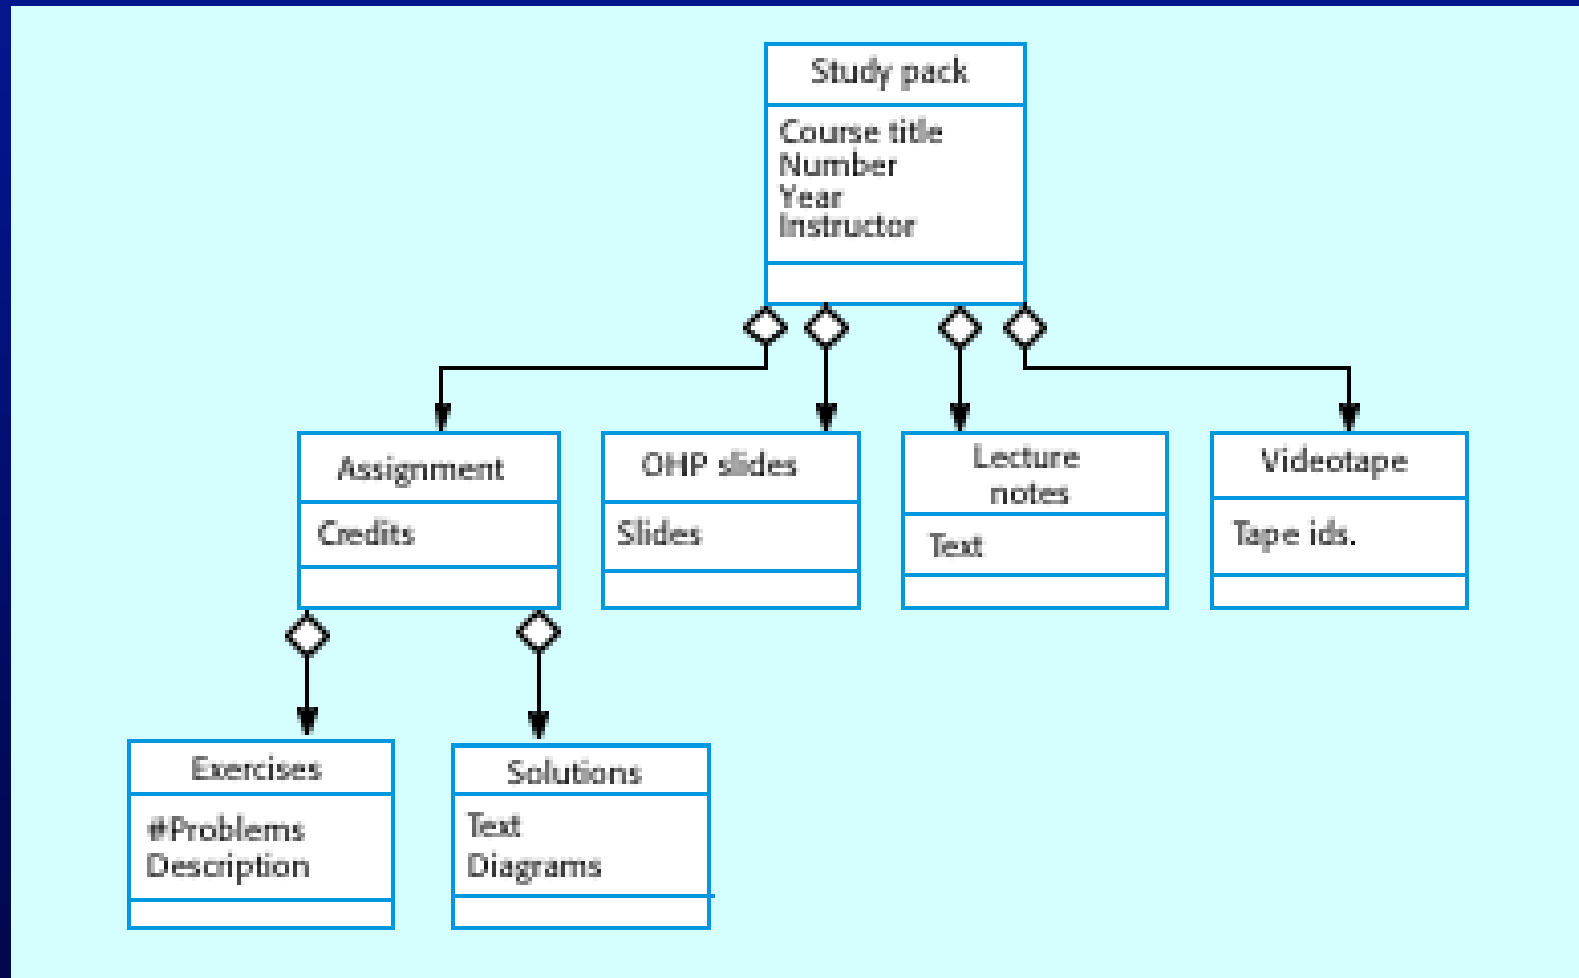 Study pack
Course title
Number
Year
Instructor
Assignment
Credits
OHP slides
Slides
Lecture
notes
Text
Videotape
Tape ids.
Exercises
#Problems
Description
Solutions
Text
Diagrams